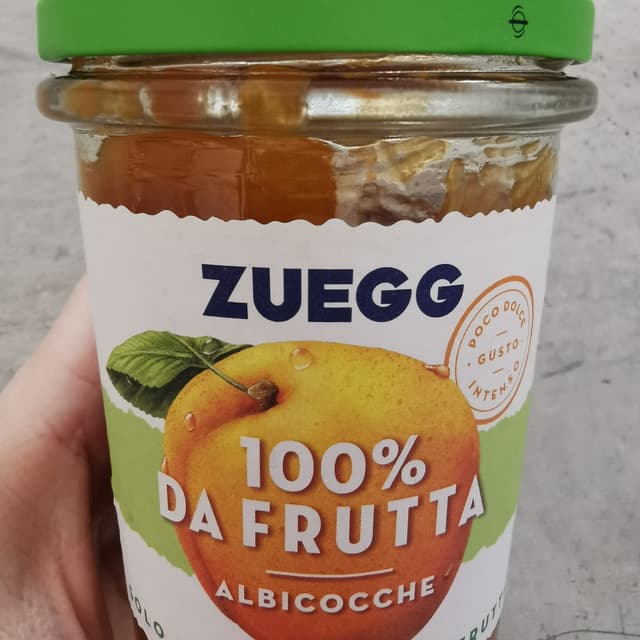 ZUEGG
POCO DOLCE
GUSTO
INTENSO
100%
DA FRUTTA
ALBICOCCHE